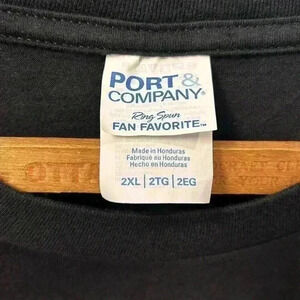 PORT &
COMPANY®
Ring Spun
FAN FAVORITE™
Made in Honduras
Fabriqué au Honduras
Hecho en Honduras
2XL | 2TG | 2EG